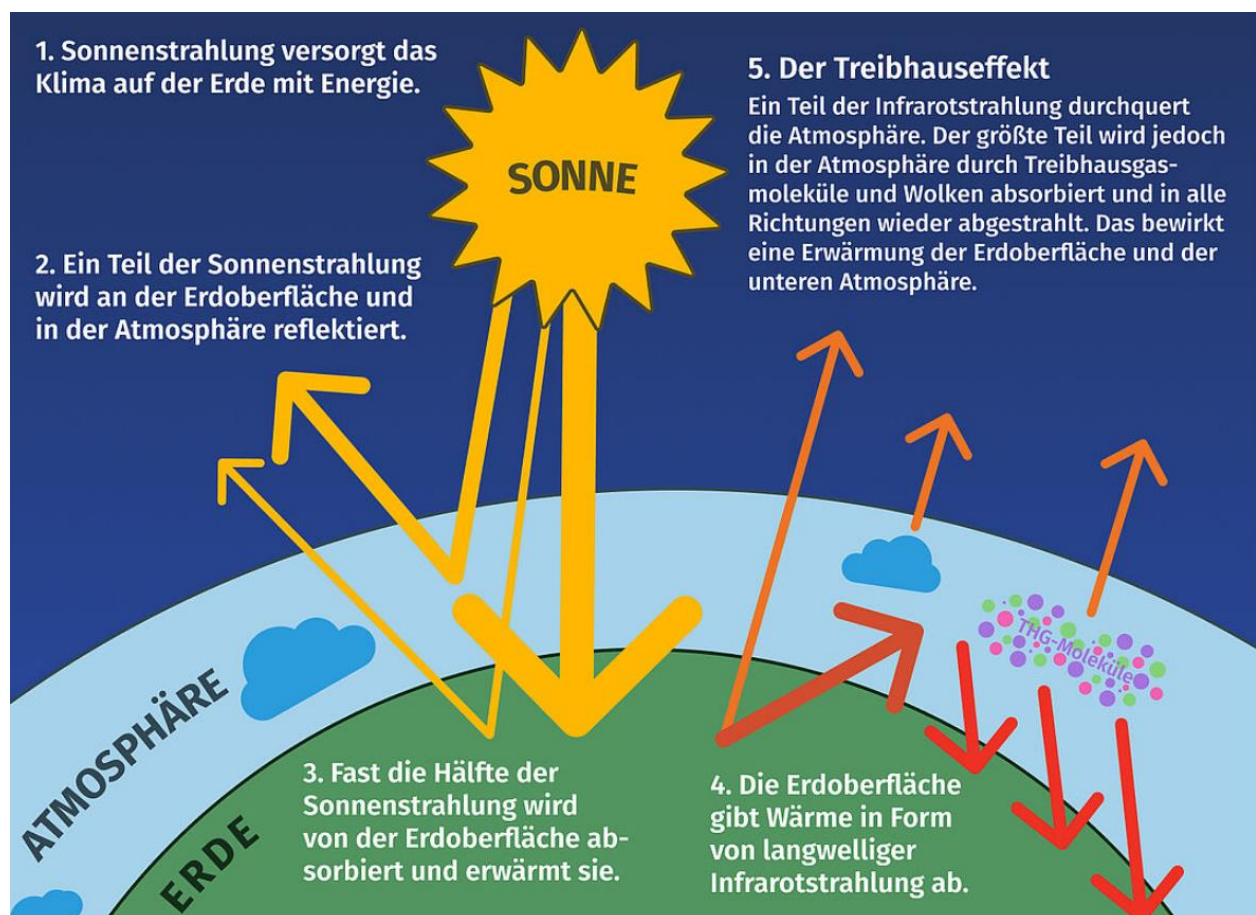 1. Sonnenstrahlung versorgt das
Klima auf der Erde mit Energie.
2. Ein Teil der Sonnenstrahlung
wird an der Erdoberfläche und
in der Atmosphäre reflektiert.
SONNE
5. Der Treibhauseffekt
Ein Teil der Infrarotstrahlung durchquert
die Atmosphäre. Der größte Teil wird jedoch
in der Atmosphäre durch Treibhausgas-
moleküle und Wolken absorbiert und in alle
Richtungen wieder abgestrahlt. Das bewirkt
eine Erwärmung der Erdoberfläche und der
unteren Atmosphäre.
THG-Moleküle
ATMOSPHÄRE
ERDE
3. Fast die Hälfte der
Sonnenstrahlung wird
von der Erdoberfläche ab-
sorbiert und erwärmt sie.
4. Die Erdoberfläche
gibt Wärme in Form
von langwelliger
Infrarotstrahlung ab.